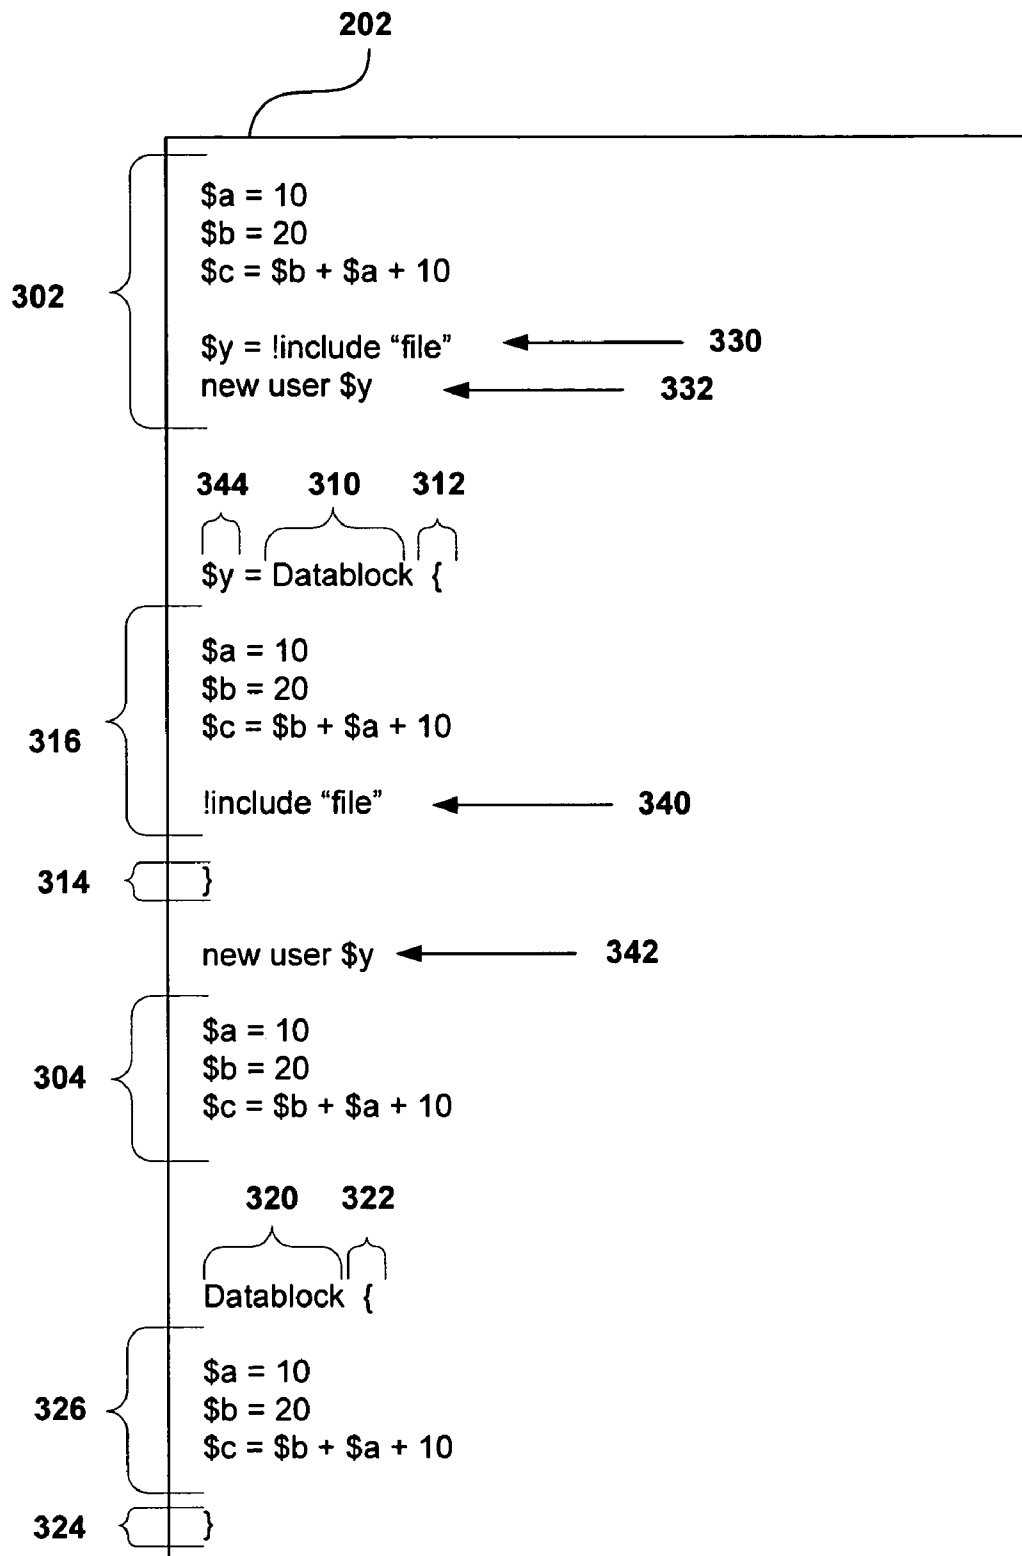 202
$a = 10
$b = 20
$c = $b + $a + 10
302
$y = !include “file” 330
new user $y 332
344 310 312
$y = Datablock {
$a = 10
$b = 20
$c = $b + $a + 10
316
!include “file” 340
314 }
new user $y 342
$a = 10
$b = 20
304
$c = $b + $a + 10
320 322
Datablock {
$a = 10
$b = 20
326
$c = $b + $a + 10
324 }